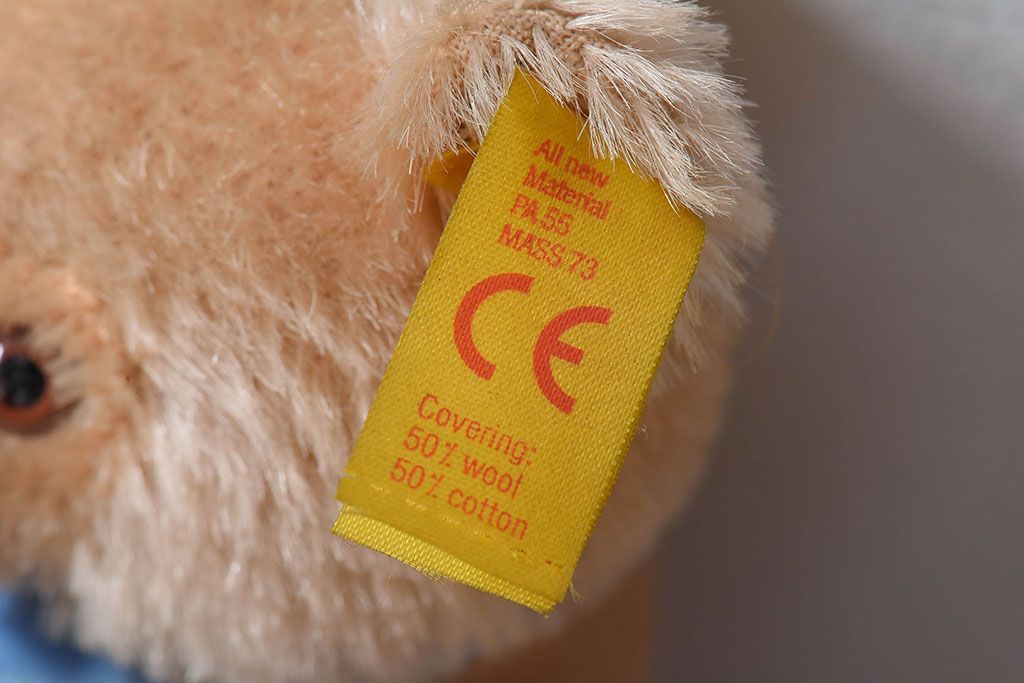 All new
Material
PA 55
MASS 73
CE
Covering:
50% wool
50% cotton